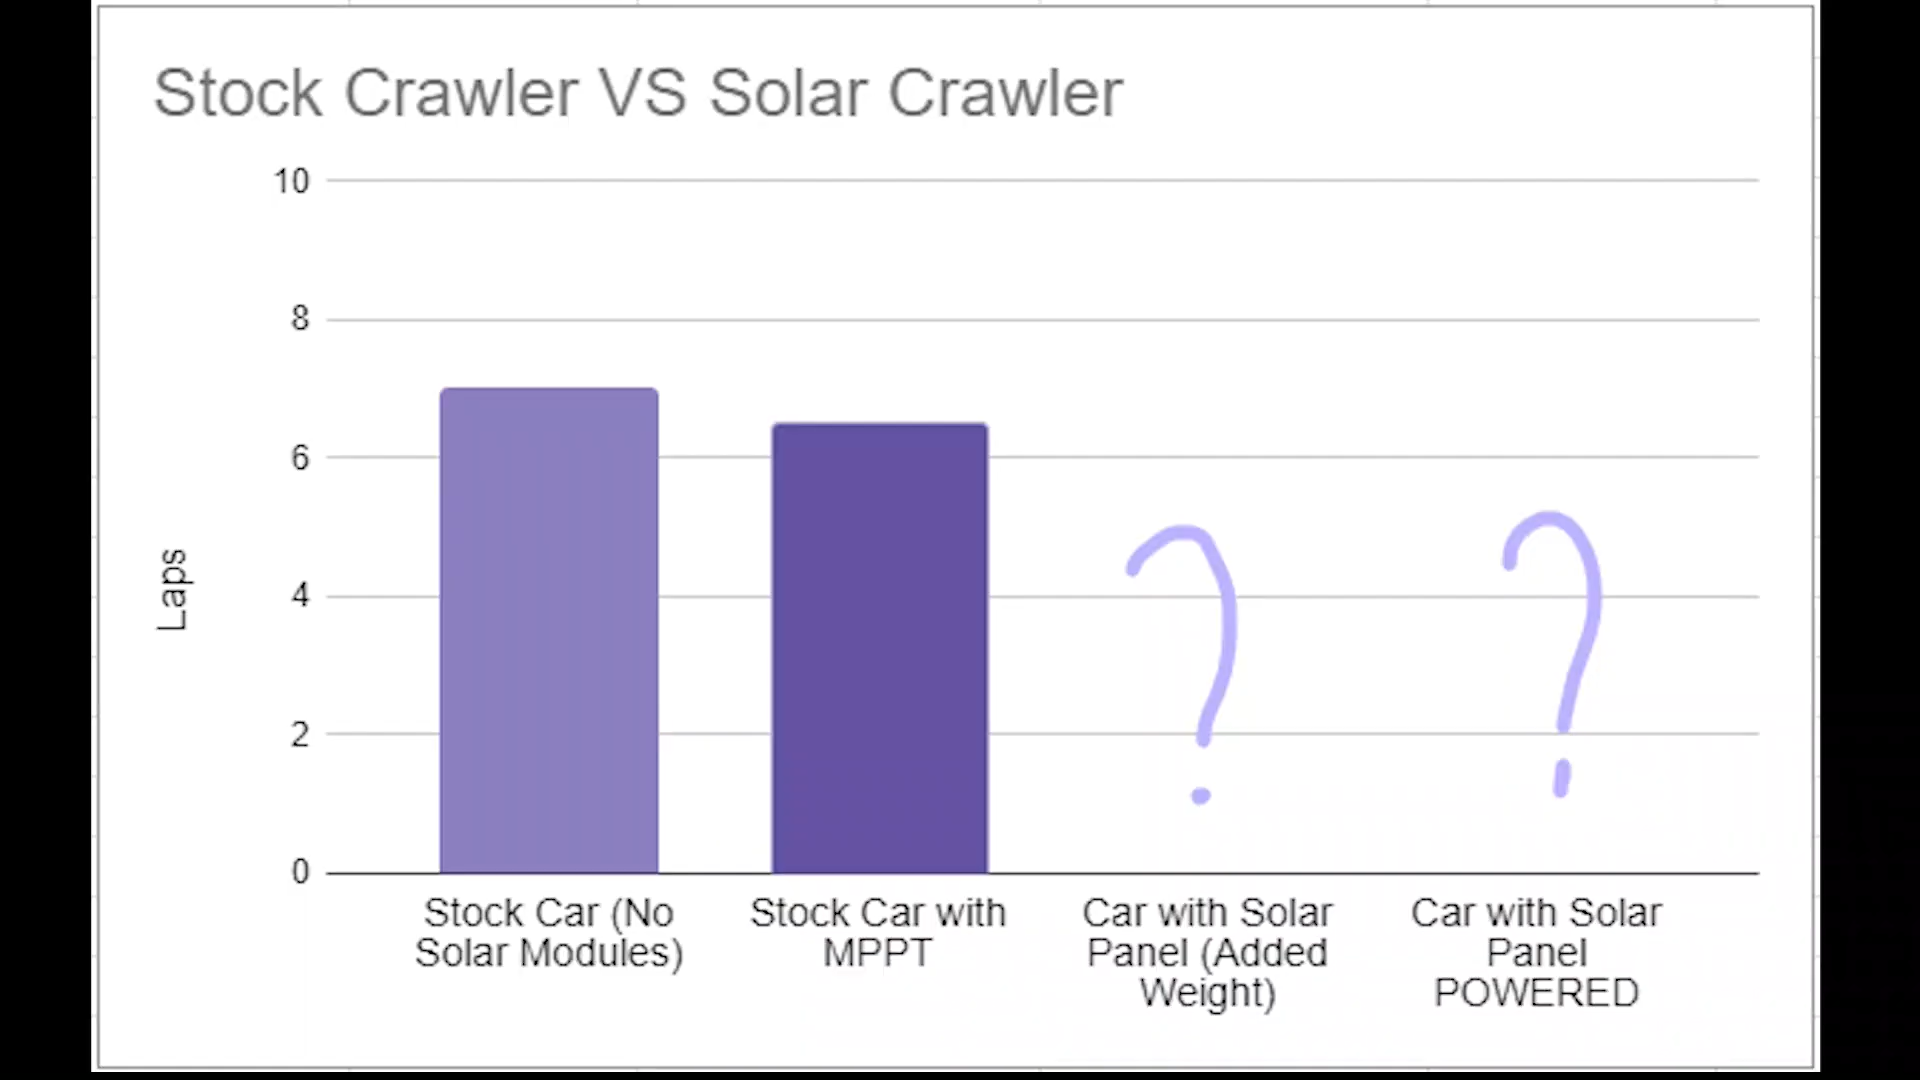 Stock Crawler VS Solar Crawler
10
8
6
4
2
0
Laps
Stock Car (No
Solar Modules)
Stock Car with
MPPT
Car with Solar
Panel (Added
Weight)
Car with Solar
Panel
POWERED
?
?